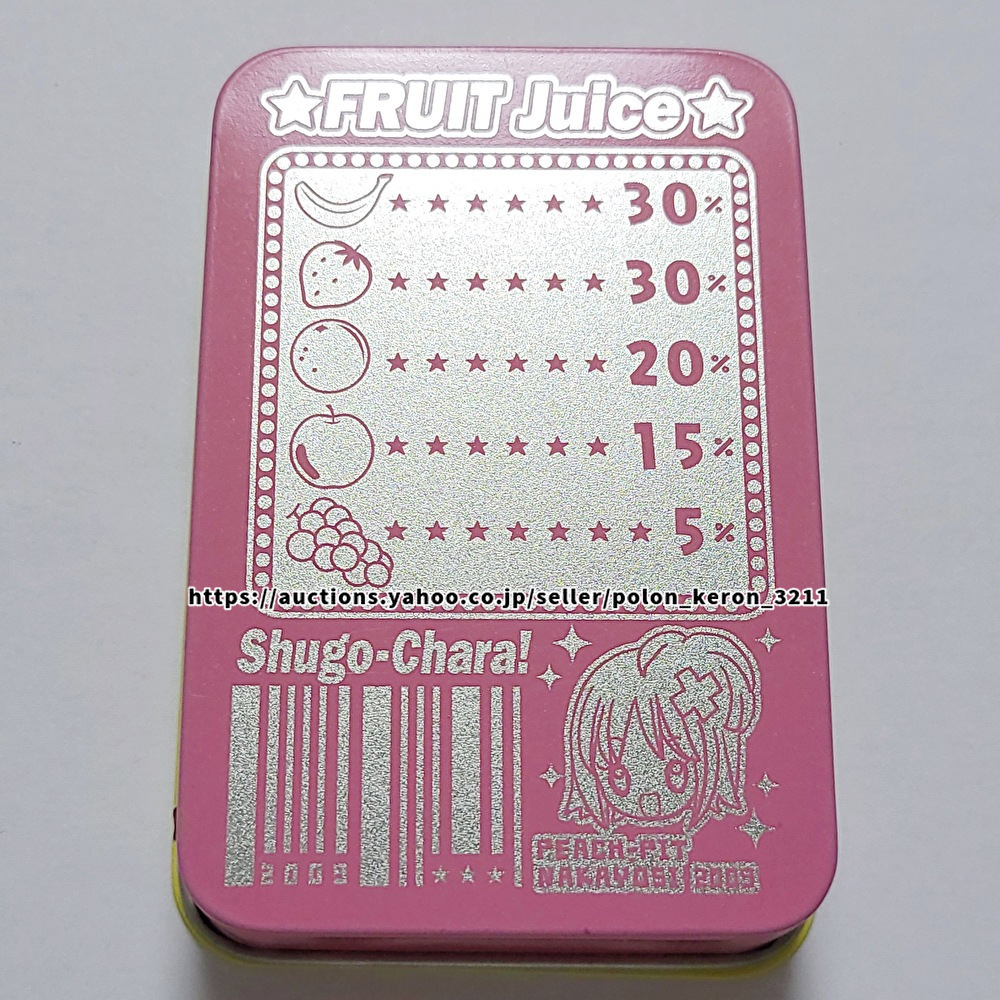 ★FRUIT Juice★
★★★★★★ 30%
★★★★★★ 30%
★★★★★★ 20%
★★★★★★ 15%
★★★★★★★ 5%
https://auctions.yahoo.co.jp/seller/polon_keron_3211
Shugo-Chara!
2009 ★★★
PEACH-PIT
NAKAYOSI 2009